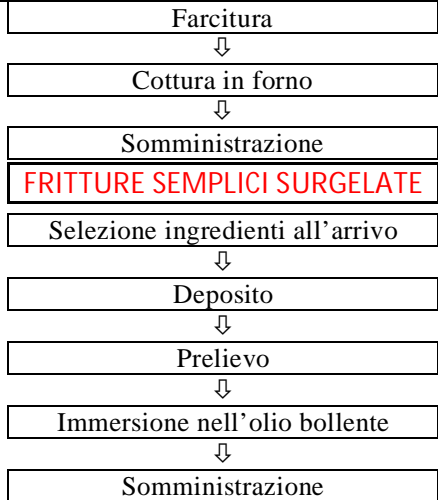 Farcitura
⇩
Cottura in forno
⇩
Somministrazione
FRITTURE SEMPLICI SURGELATE
Selezione ingredienti all’arrivo
⇩
Deposito
⇩
Prelievo
⇩
Immersione nell’olio bollente
⇩
Somministrazione